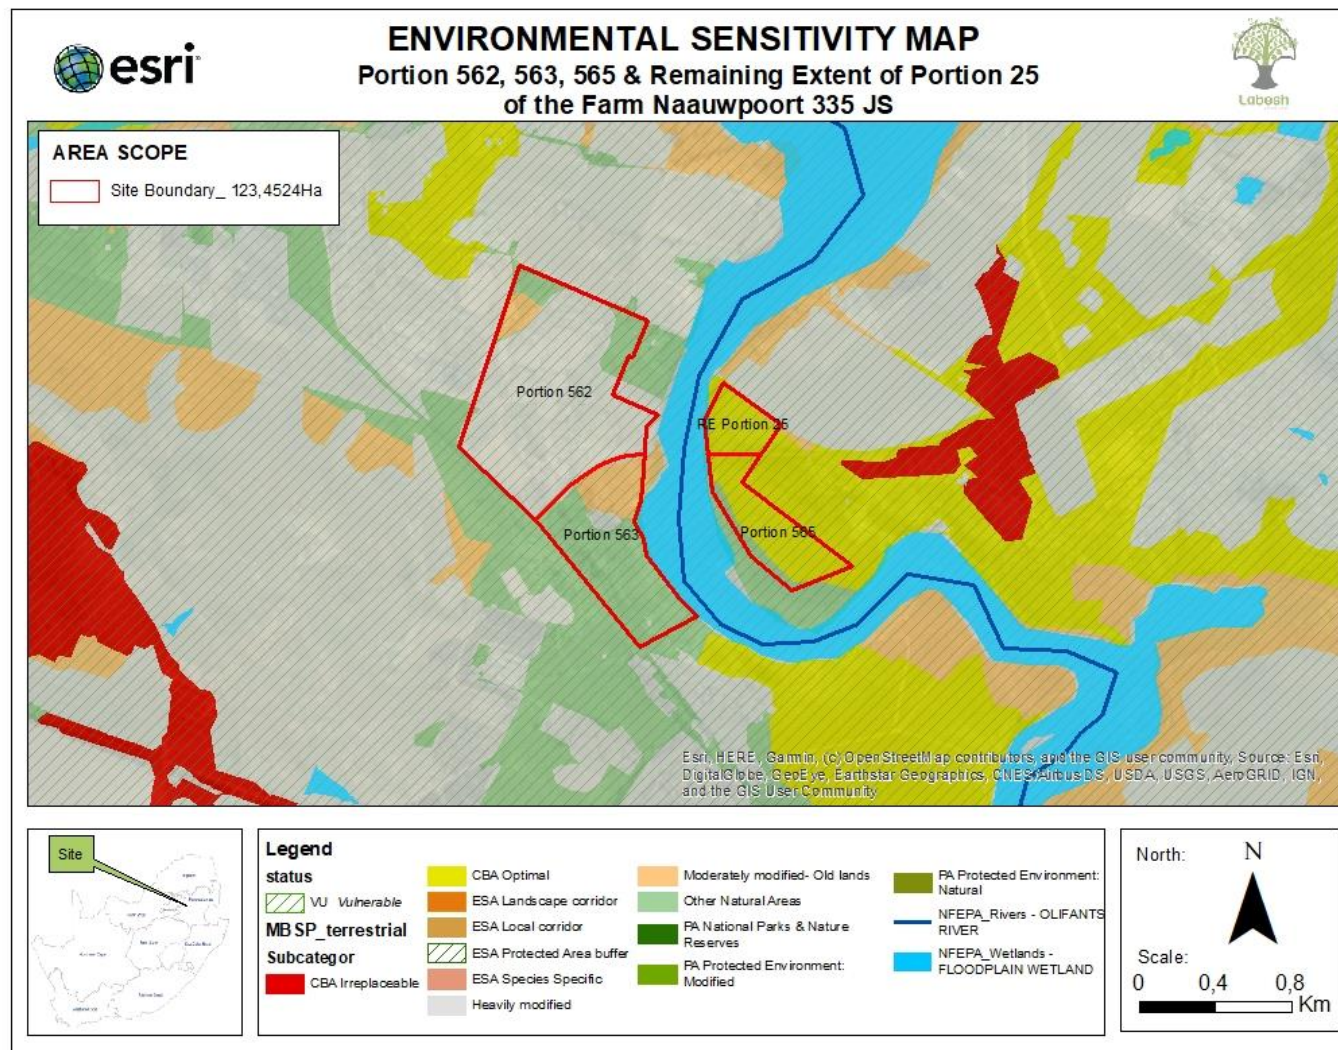 esri
ENVIRONMENTAL SENSITIVITY MAP
Portion 562, 563, 565 & Remaining Extent of Portion 25
of the Farm Naauwpoort 335 JS
Labesh
AREA SCOPE
Site Boundary_ 123,4524Ha
Portion 562
RE Portion 25
Portion 563
Portion 565
Esri, HERE, Garmin, (c) OpenStreetMap contributors, and the GIS user community, Source: Esri,
DigitalGlobe, GeoEye, Earthstar Geographics, CNES/Airbus DS, USDA, USGS, AeroGRID, IGN,
and the GIS User Community
Site
Legend
status
VU Vulnerable
MBSP_terrestrial
Subcategor
CBA Irreplaceable
CBA Optimal
ESA Landscape corridor
ESA Local corridor
ESA Protected Area buffer
ESA Species Specific
Heavily modified
Moderately modified- Old lands
Other Natural Areas
PA National Parks & Nature
Reserves
PA Protected Environment:
Modified
PA Protected Environment:
Natural
NFEPA_Rivers - OLIFANTS
RIVER
NFEPA_Wetlands -
FLOODPLAIN WETLAND
North:
N
Scale:
0 0,4 0,8
Km